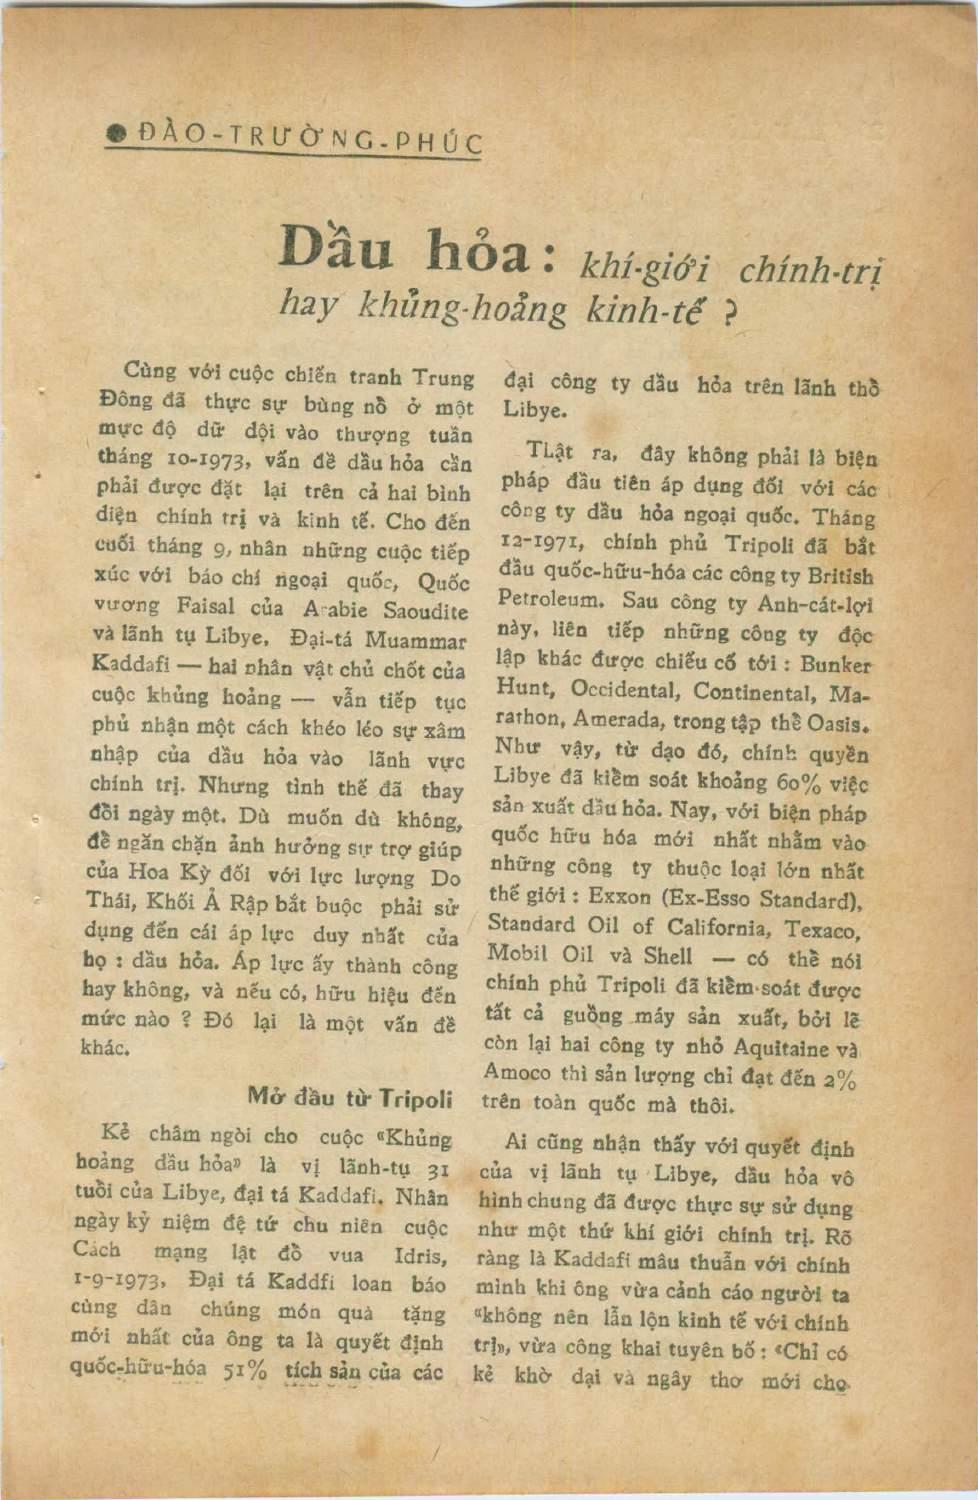 ● ĐÀO-TRƯỜNG-PHÚC
Dầu hỏa : khí-giới chính-trị
hay khủng-hoảng kinh-tế ?
Cùng với cuộc chiến tranh Trung
Đông đã thực sự bùng nổ ở một
mực độ dữ dội vào thượng tuần
tháng 10-1973, vấn đề dầu hỏa cần
phải được đặt lại trên cả hai bình
diện chính trị và kinh tế. Cho đến
cuối tháng 9, nhân những cuộc tiếp
xúc với báo chí ngoại quốc, Quốc
vương Faisal của A-abie Saoudite
và lãnh tụ Libye, Đại-tá Muammar
Kaddafi — hai nhân vật chủ chốt của
cuộc khủng hoảng — vẫn tiếp tục
phủ nhận một cách khéo léo sự xâm
nhập của dầu hỏa vào lãnh vực
chính trị. Nhưng tình thế đã thay
đổi ngày một. Dù muốn dù không,
để ngăn chặn ảnh hưởng sự trợ giúp
của Hoa Kỳ đối với lực lượng Do
Thái, Khối Ả Rập bắt buộc phải sử
dụng đến cái áp lực duy nhất của
họ : dầu hỏa. Áp lực ấy thành công
hay không, và nếu có, hữu hiệu đến
mức nào ? Đó lại là một vấn đề
khác.
Mở đầu từ Tripoli
Kẻ châm ngòi cho cuộc «Khủng
hoảng dầu hỏa» là vị lãnh-tụ 31
tuổi của Libye, đại tá Kaddafi. Nhân
ngày kỷ niệm đệ tứ chu niên cuộc
Cách mạng lật đổ vua Idris,
1-9-1973, Đại tá Kaddfi loan báo
cùng dân chúng món quà tặng
mới nhất của ông ta là quyết định
quốc-hữu-hóa 51% tích sản của các
đại công ty dầu hỏa trên lãnh thổ
Libye.
Thật ra, đây không phải là biện
pháp đầu tiên áp dụng đối với các
công ty dầu hỏa ngoại quốc. Tháng
12-1971, chính phủ Tripoli đã bắt
đầu quốc-hữu-hóa các công ty British
Petroleum. Sau công ty Anh-cát-lợi
này, liên tiếp những công ty độc
lập khác được chiếu cố tới : Bunker
Hunt, Occidental, Continental, Ma-
rathon, Amerada, trong tập thể Oasis.
Như vậy, từ dạo đó, chính quyền
Libye đã kiểm soát khoảng 60% việc
sản xuất dầu hỏa. Nay, với biện pháp
quốc hữu hóa mới nhất nhằm vào
những công ty thuộc loại lớn nhất
thế giới : Exxon (Ex-Esso Standard),
Standard Oil of California, Texaco,
Mobil Oil và Shell — có thể nói
chính phủ Tripoli đã kiểm-soát được
tất cả guồng máy sản xuất, bởi lẽ
còn lại hai công ty nhỏ Aquitaine và
Amoco thì sản lượng chỉ đạt đến 2%
trên toàn quốc mà thôi.
Ai cũng nhận thấy với quyết định
của vị lãnh tụ Libye, dầu hỏa vô
hình chung đã được thực sự sử dụng
như một thứ khí giới chính trị. Rõ
ràng là Kaddafi mâu thuẫn với chính
mình khi ông vừa cảnh cáo người ta
«không nên lẫn lộn kinh tế với chính
trị», vừa công khai tuyên bố : «Chỉ có
kẻ khờ dại và ngây thơ mới cho